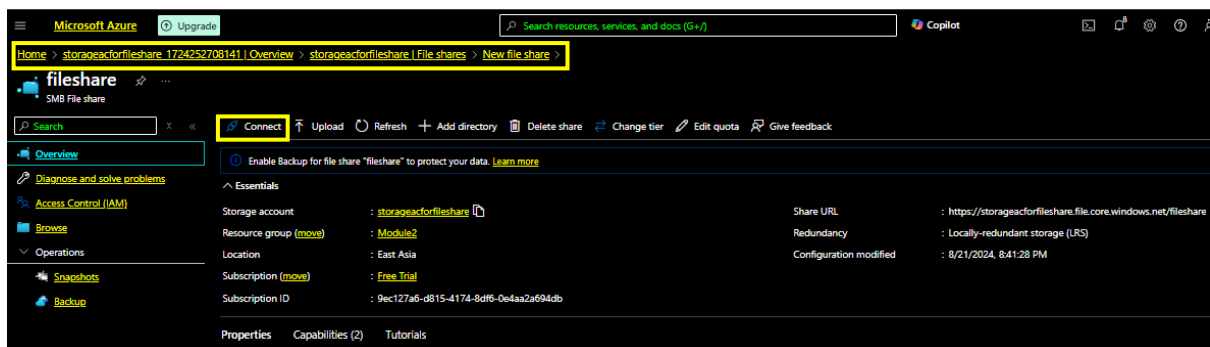 Microsoft Azure Upgrade Search resources, services, and docs (G+/) Copilot
Home > storageacforfileshare_1724252708141 | Overview > storageacforfileshare | File shares > New file share >
fileshare ...
SMB File share
Search Connect Upload Refresh Add directory Delete share Change tier Edit quota Give feedback
Overview
Enable Backup for file share "fileshare" to protect your data. Learn more
Diagnose and solve problems
Essentials
Access Control (IAM)
Storage account : storageacforfileshare Share URL : https://storageacforfileshare.file.core.windows.net/fileshare
Browse
Resource group (move) : Module2 Redundancy : Locally-redundant storage (LRS)
Operations
Location : East Asia Configuration modified : 8/21/2024, 8:41:28 PM
Snapshots
Subscription (move) : Free Trial
Backup
Subscription ID : 9ec127a6-d815-4174-8df6-0e4aa2a694db
Properties Capabilities (2) Tutorials